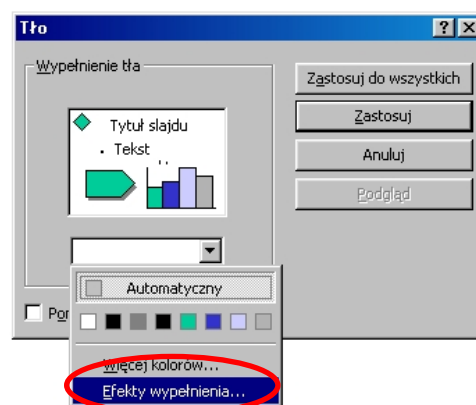 Tło
Wypełnienie tła
Tytuł slajdu
. Tekst
Zastosuj do wszystkich
Zastosuj
Anuluj
Podgląd
Automatyczny
Więcej kolorów...
Efekty wypełnienia...